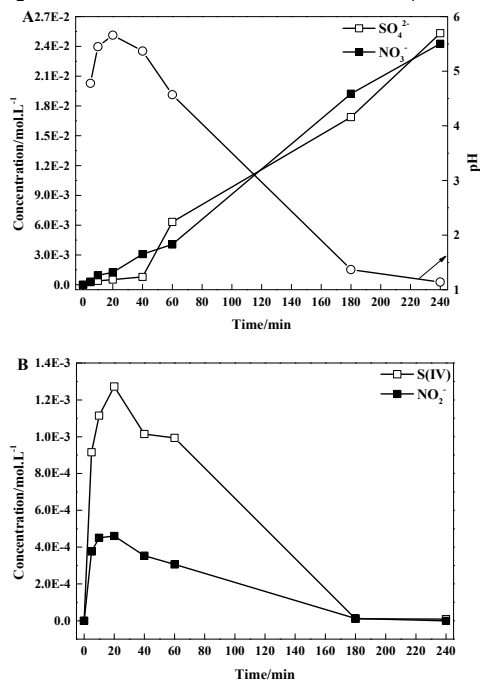 A
SO₄²⁻
NO₃⁻
Concentration/mol.L⁻¹
2.7E-2
2.4E-2
2.1E-2
1.8E-2
1.5E-2
1.2E-2
9.0E-3
6.0E-3
3.0E-3
0.0
6
5
4
3
2
1
pH
0 20 40 60 80 100 120 140 160 180 200 220 240
Time/min
B
S(IV)
NO₂⁻
Concentration/mol.L⁻¹
1.4E-3
1.2E-3
1.0E-3
8.0E-4
6.0E-4
4.0E-4
2.0E-4
0.0
0 20 40 60 80 100 120 140 160 180 200 220 240
Time/min